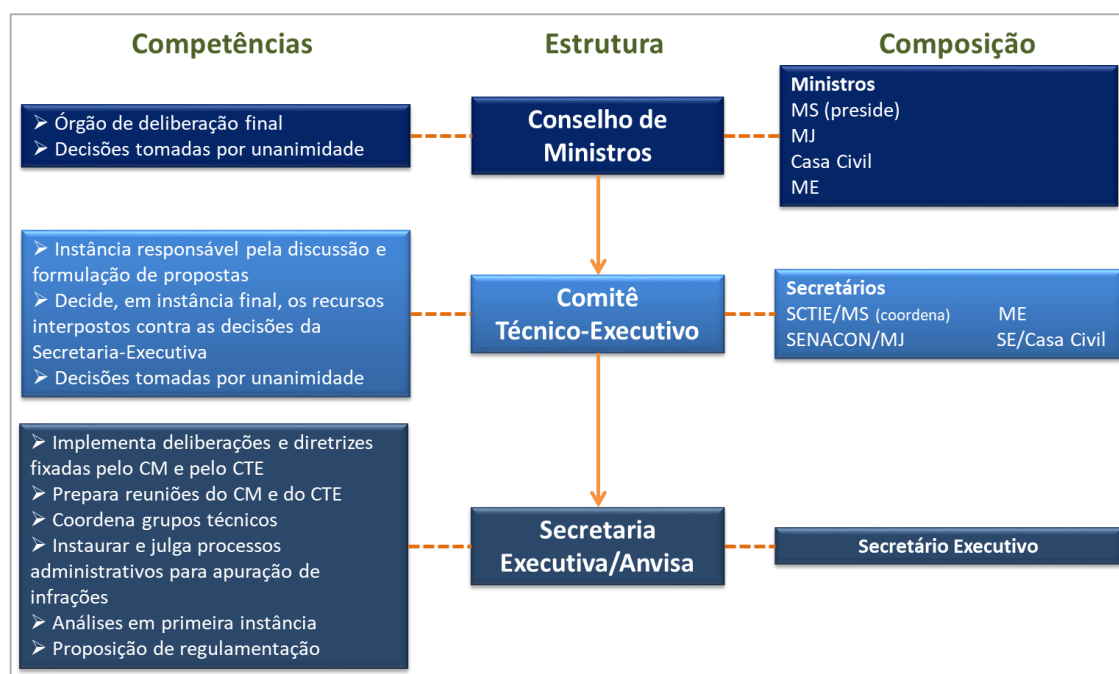 Competências
Estrutura
Composição
➢ Órgão de deliberação final
➢ Decisões tomadas por unanimidade
Conselho de
Ministros
Ministros
MS (preside)
MJ
Casa Civil
ME
➢ Instância responsável pela discussão e
formulação de propostas
➢ Decide, em instância final, os recursos
interpostos contra as decisões da
Secretaria-Executiva
➢ Decisões tomadas por unanimidade
Comitê
Técnico-Executivo
Secretários
SCTIE/MS (coordena) ME
SENACON/MJ SE/Casa Civil
➢ Implementa deliberações e diretrizes
fixadas pelo CM e pelo CTE
➢ Prepara reuniões do CM e do CTE
➢ Coordena grupos técnicos
➢ Instaurar e julga processos
administrativos para apuração de
infrações
➢ Análises em primeira instância
➢ Proposição de regulamentação
Secretaria
Executiva/Anvisa
Secretário Executivo